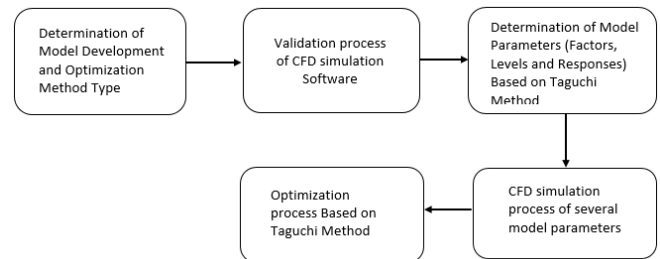 Determination of
Model Development
and Optimization
Method Type
Validation process
of CFD simulation
Software
Determination of Model
Parameters (Factors,
Levels and Responses)
Based on Taguchi
Method
CFD simulation
process of several
model parameters
Optimization
process Based on
Taguchi Method